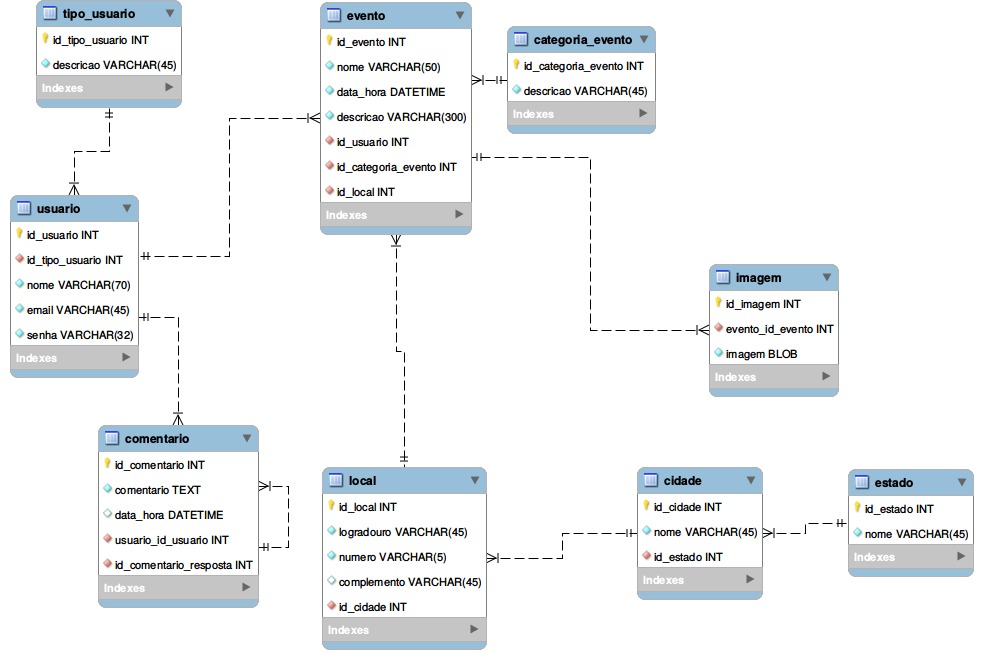 tipo_usuario
id_tipo_usuario INT
descricao VARCHAR(45)
Indexes
evento
id_evento INT
nome VARCHAR(50)
data_hora DATETIME
descricao VARCHAR(300)
id_usuario INT
id_categoria_evento INT
id_local INT
Indexes
categoria_evento
id_categoria_evento INT
descricao VARCHAR(45)
Indexes
usuario
id_usuario INT
id_tipo_usuario INT
nome VARCHAR(70)
email VARCHAR(45)
senha VARCHAR(32)
Indexes
imagem
id_imagem INT
evento_id_evento INT
imagem BLOB
Indexes
comentario
id_comentario INT
comentario TEXT
data_hora DATETIME
usuario_id_usuario INT
id_comentario_resposta INT
Indexes
local
id_local INT
logradouro VARCHAR(45)
numero VARCHAR(5)
complemento VARCHAR(45)
id_cidade INT
Indexes
cidade
id_cidade INT
nome VARCHAR(45)
id_estado INT
Indexes
estado
id_estado INT
nome VARCHAR(45)
Indexes